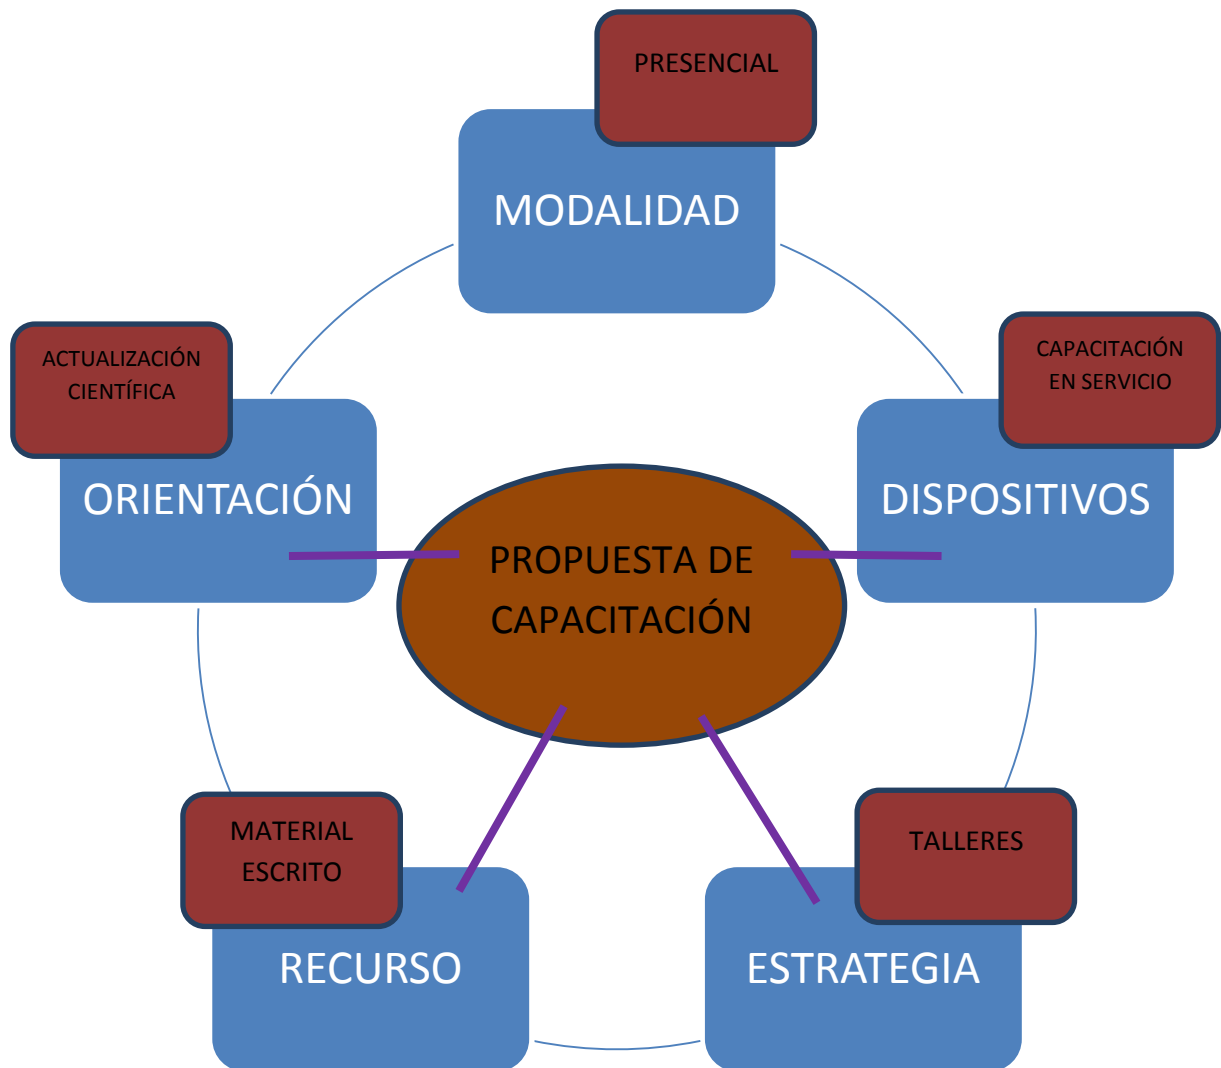 PRESENCIAL
MODALIDAD
ACTUALIZACIÓN
CIENTÍFICA
ORIENTACIÓN
CAPACITACIÓN
EN SERVICIO
DISPOSITIVOS
PROPUESTA DE
CAPACITACIÓN
MATERIAL
ESCRITO
RECURSO
TALLERES
ESTRATEGIA